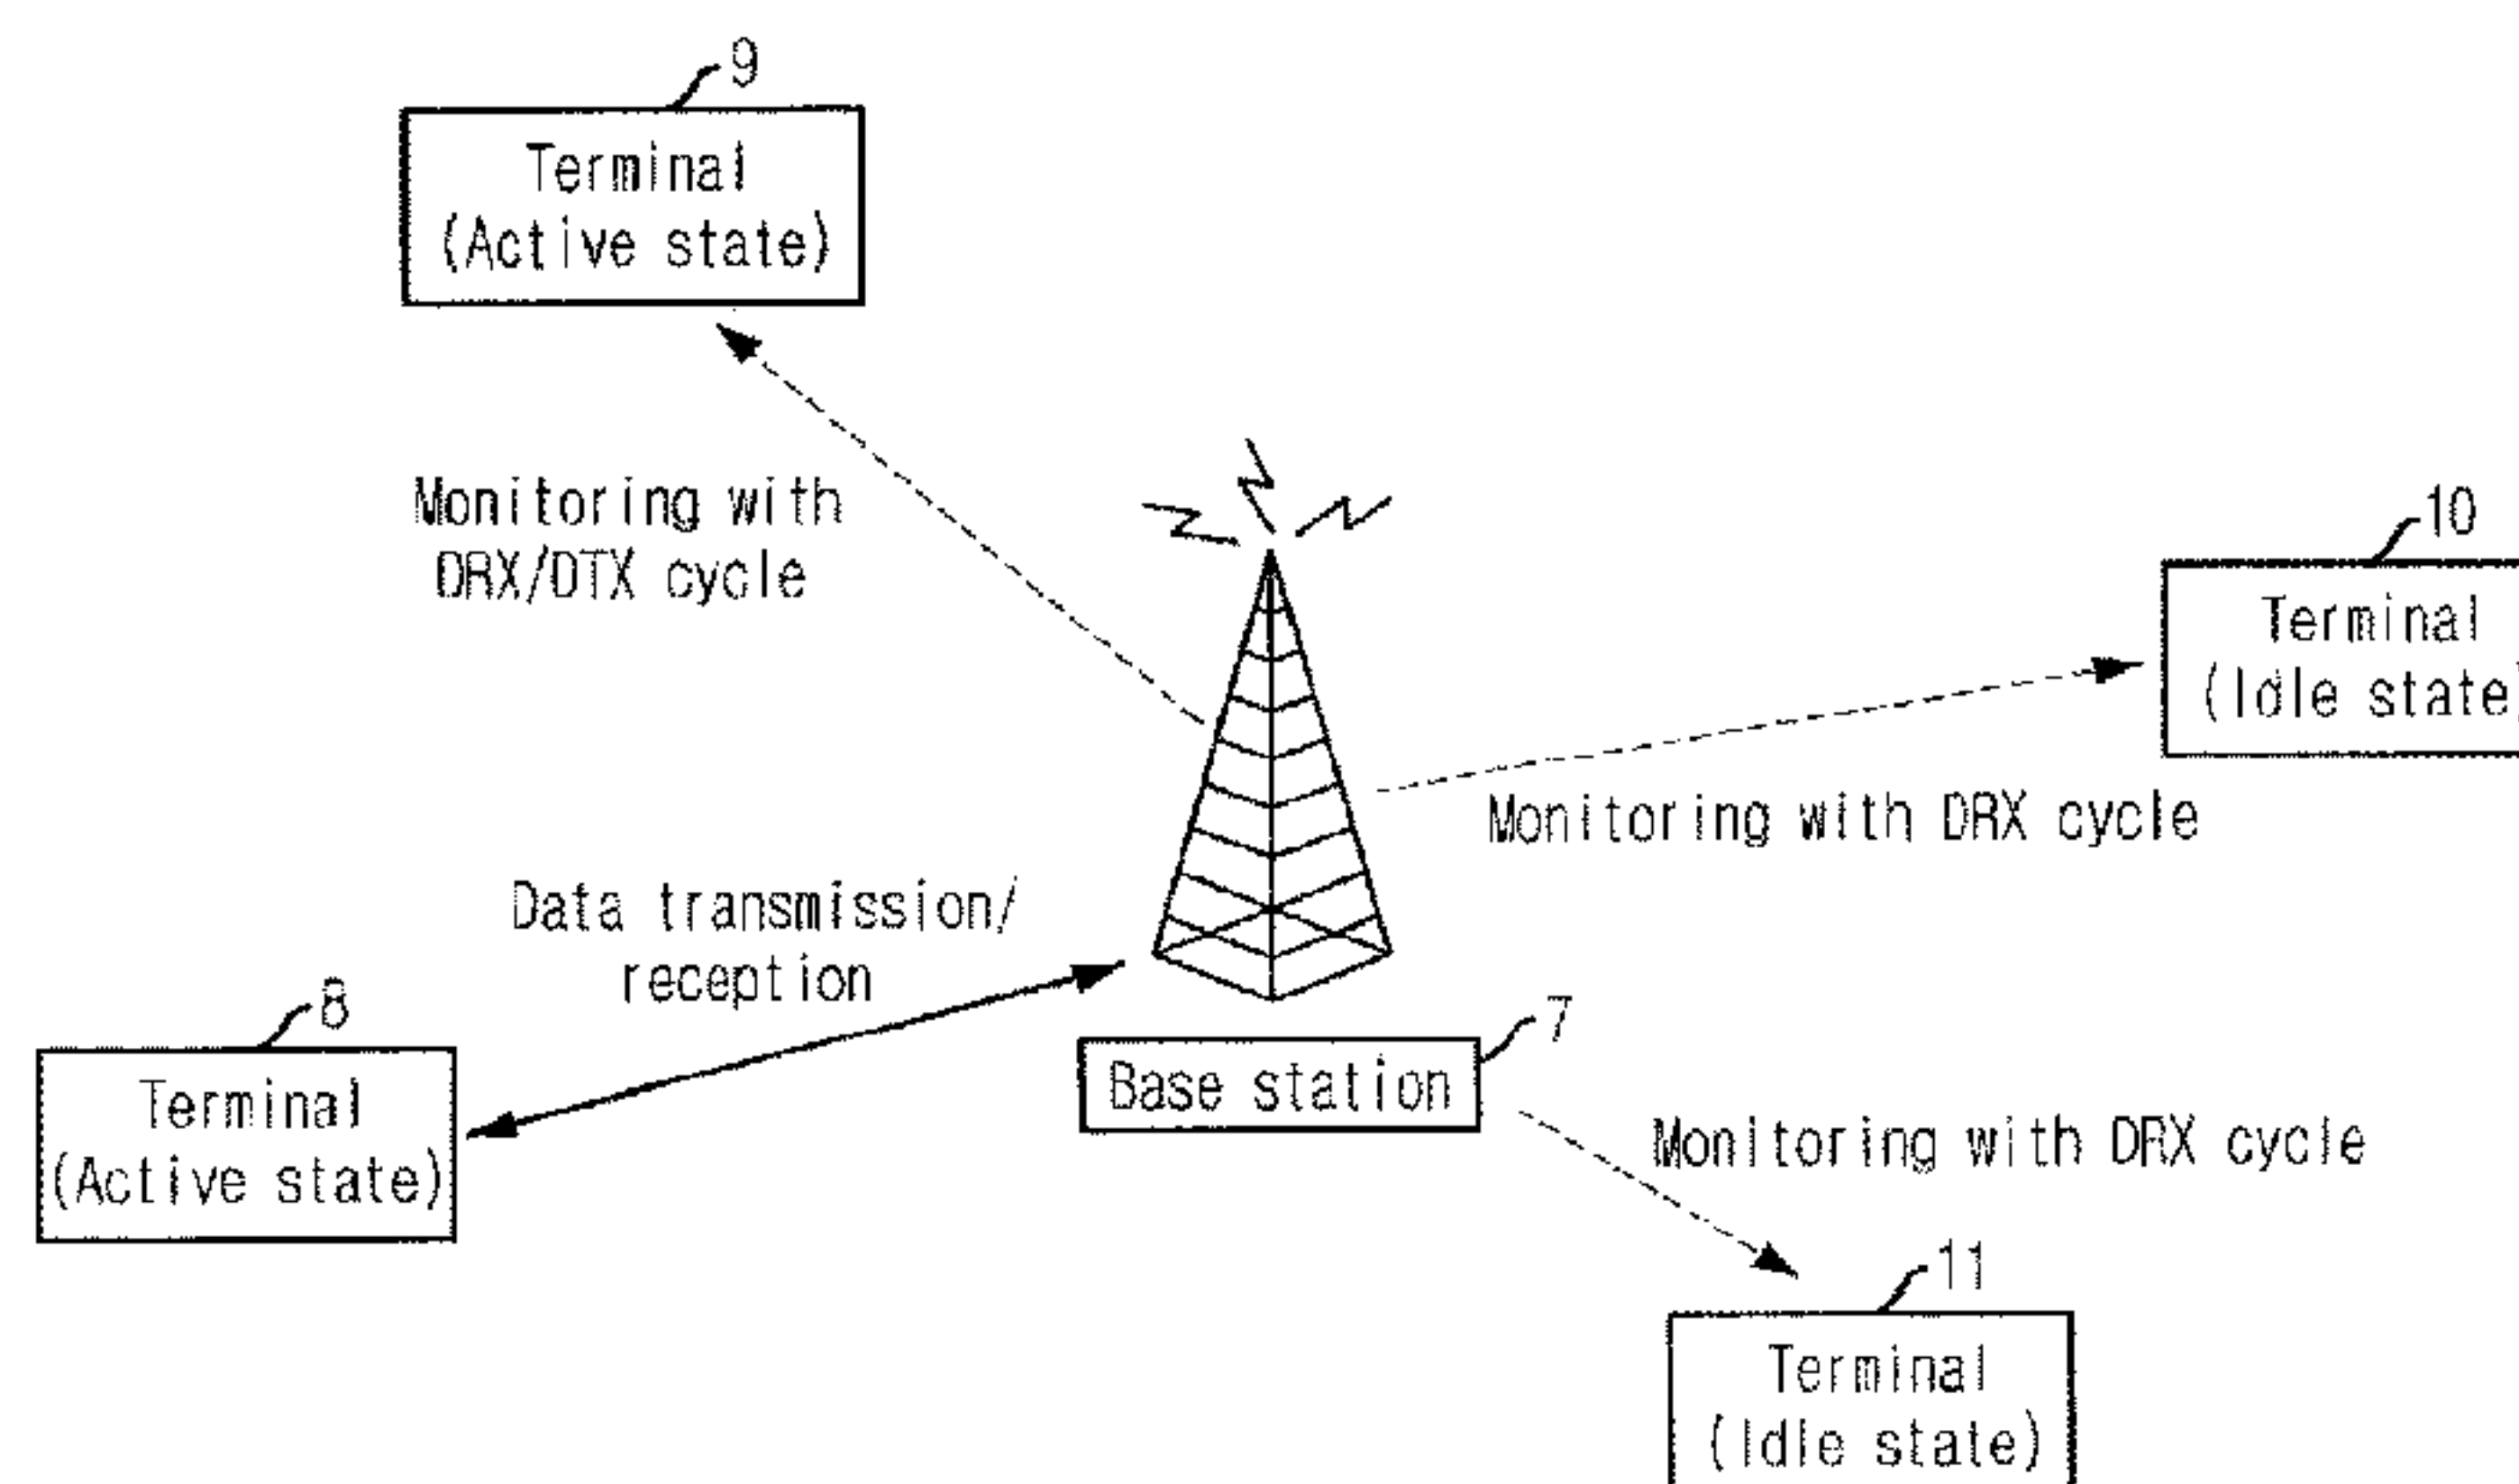 9
Terminal
(Active state)
Monitoring with
DRX/DTX cycle
10
Terminal
(Idle state)
Monitoring with DRX cycle
Data transmission/
reception
8
Terminal
(Active state)
7
Base station
Monitoring with DRX cycle
11
Terminal
(Idle state)